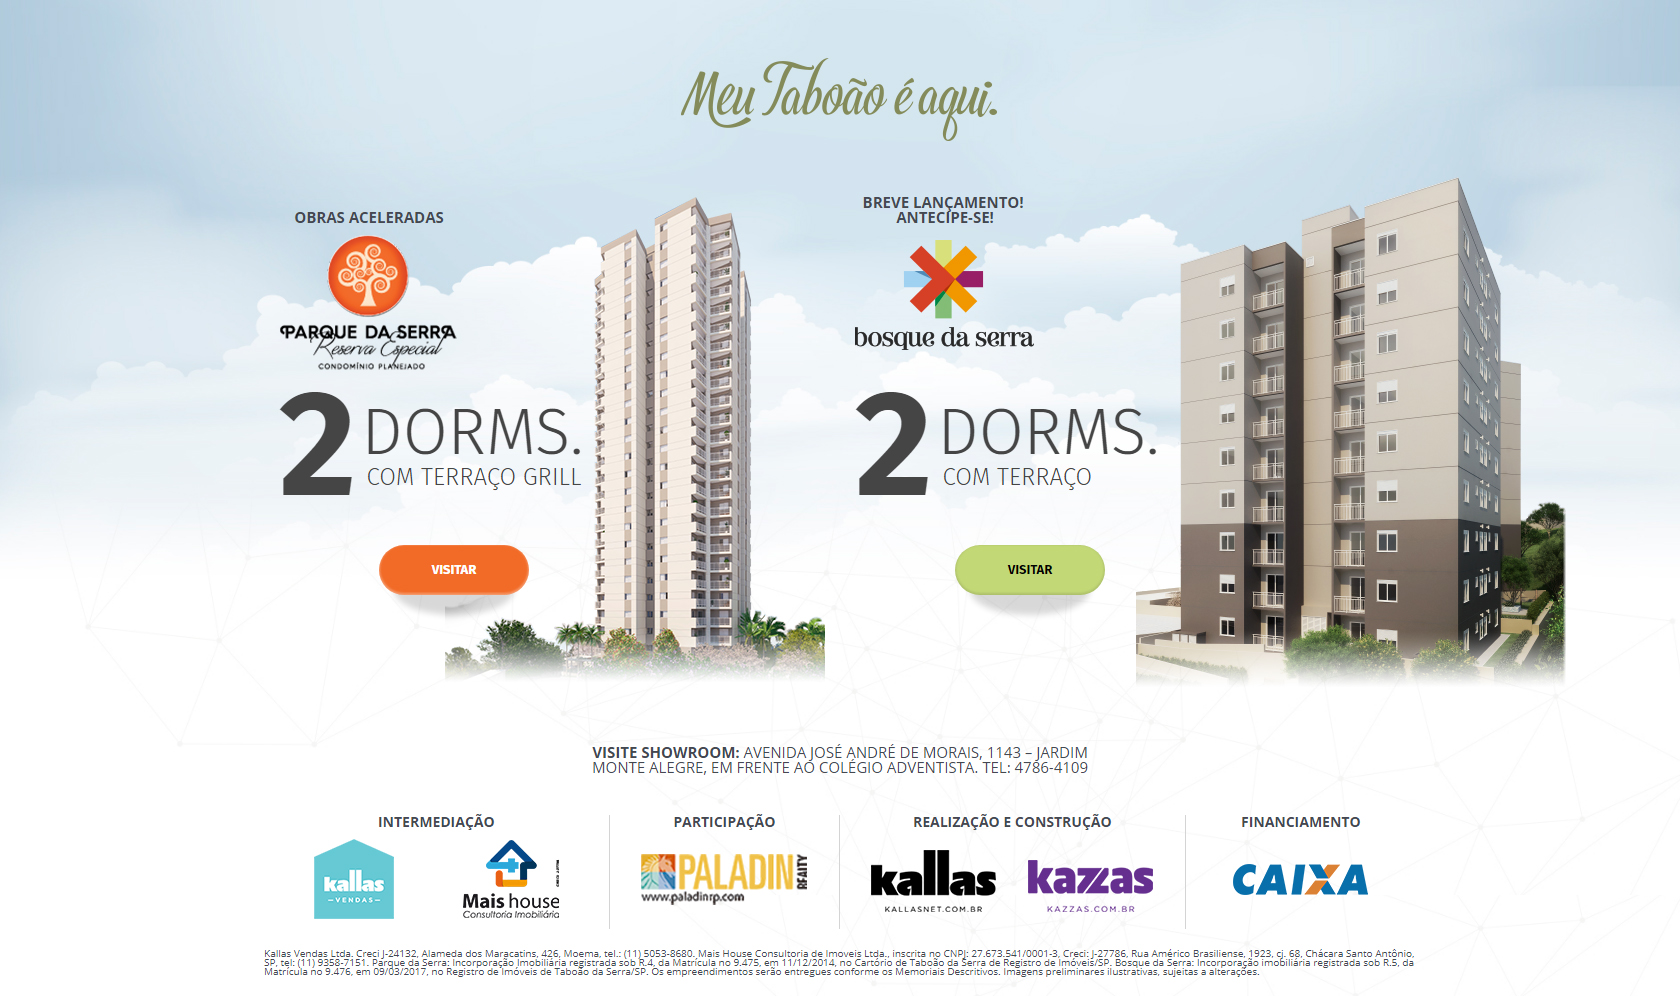 Meu Taboão é aqui.
OBRAS ACELERADAS
PARQUE DA SERRA
Reserva Especial
CONDOMÍNIO PLANEJADO
2 DORMS.
COM TERRAÇO GRILL
VISITAR
BREVE LANÇAMENTO!
ANTECIPE-SE!
bosque da serra
2 DORMS.
COM TERRAÇO
VISITAR
VISITE SHOWROOM: AVENIDA JOSÉ ANDRÉ DE MORAIS, 1143 – JARDIM
MONTE ALEGRE, EM FRENTE AO COLÉGIO ADVENTISTA. TEL: 4786-4109
INTERMEDIAÇÃO
kallas
VENDAS
Mais house
Consultoria Imobiliária
PARTICIPAÇÃO
PALADIN REALTY
www.paladinrp.com
REALIZAÇÃO E CONSTRUÇÃO
kallas
KALLASNET.COM.BR
kazzas
KAZZAS.COM.BR
FINANCIAMENTO
CAIXA
Kallas Vendas Ltda. Creci J-24132, Alameda dos Maracatins, 426, Moema, tel.: (11) 5053-8680. Mais House Consultoria de Imoveis Ltda., inscrita no CNPJ: 27.673.541/0001-3, Creci: J-27786, Rua Américo Brasiliense, 1923, cj. 68, Chácara Santo Antônio,
SP, tel: (11) 9358-7151. Parque da Serra: Incorporação Imobiliária registrada sob R.4, da Matrícula no 9.475, em 11/12/2014, no Cartório de Taboão da Serra de Registro de Imóveis/SP. Bosque da Serra: Incorporação imobiliária registrada sob R.5, da
Matrícula no 9.476, em 09/03/2017, no Registro de Imóveis de Taboão da Serra/SP. Os empreendimentos serão entregues conforme os Memoriais Descritivos. Imagens preliminares ilustrativas, sujeitas a alterações.